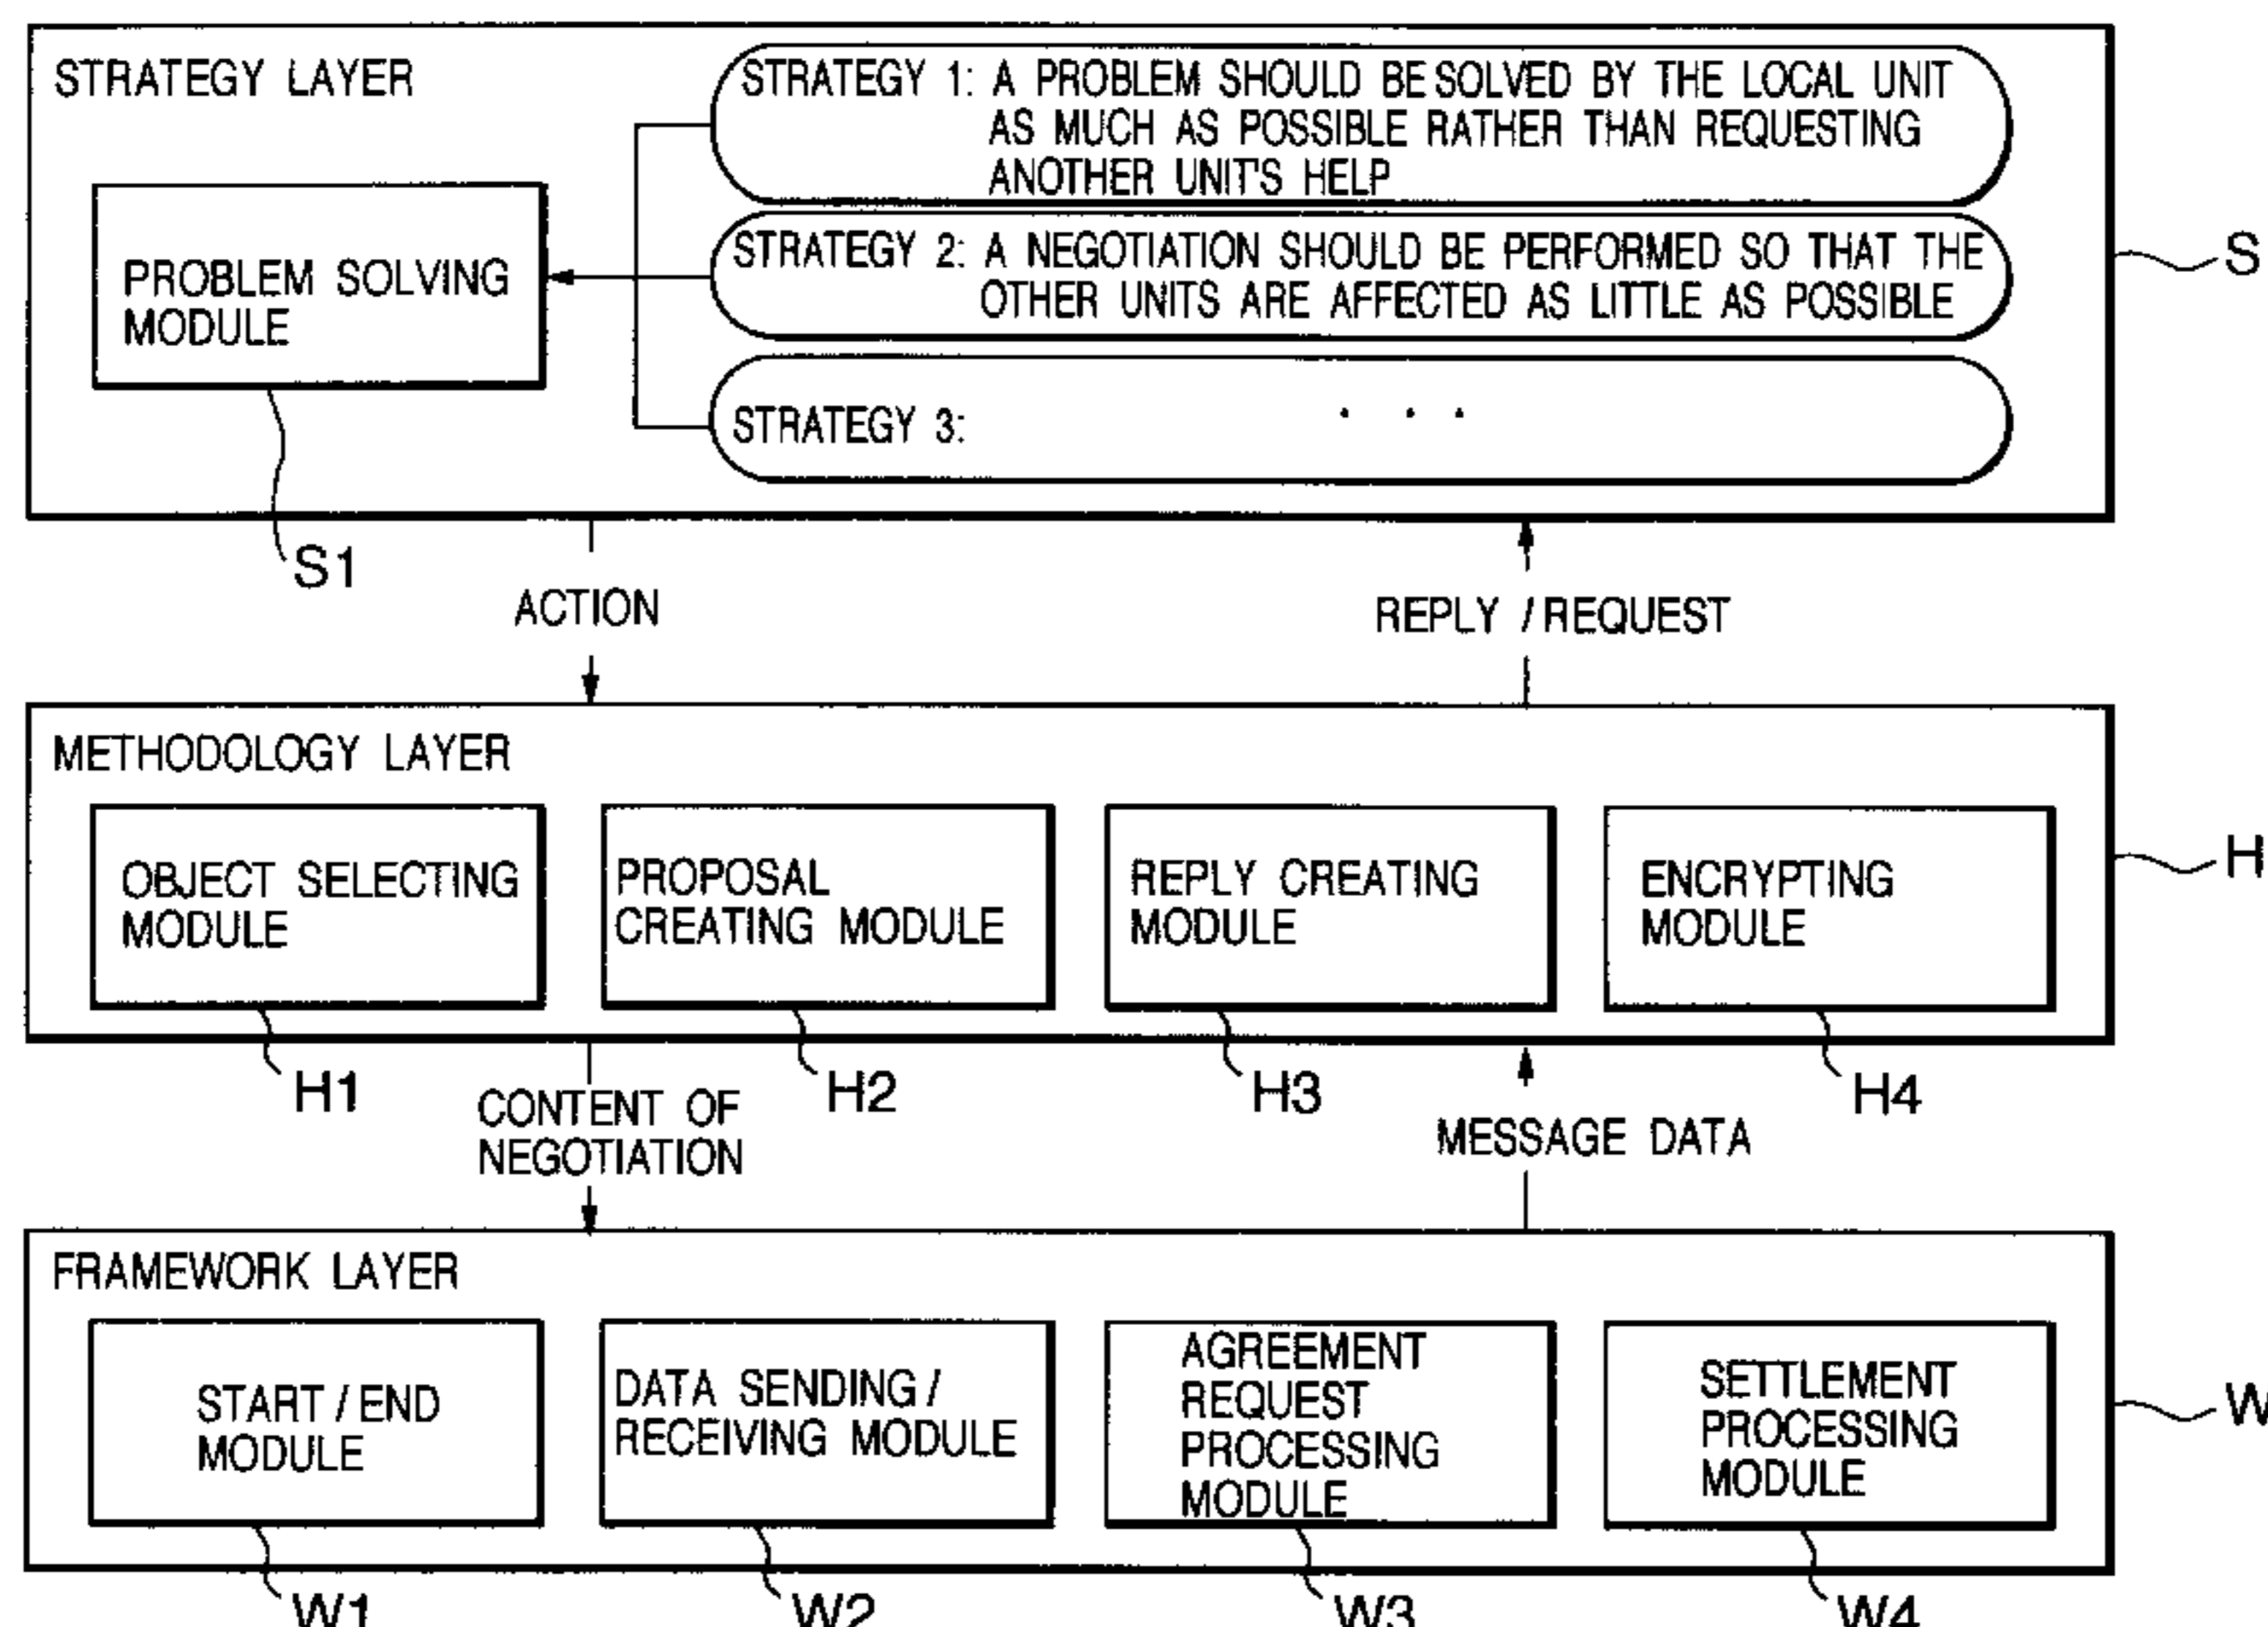 STRATEGY LAYER
STRATEGY 1: A PROBLEM SHOULD BE SOLVED BY THE LOCAL UNIT
AS MUCH AS POSSIBLE RATHER THAN REQUESTING
ANOTHER UNIT'S HELP
PROBLEM SOLVING
MODULE
STRATEGY 2: A NEGOTIATION SHOULD BE PERFORMED SO THAT THE
OTHER UNITS ARE AFFECTED AS LITTLE AS POSSIBLE
STRATEGY 3: . . .
S
S1
ACTION
REPLY / REQUEST
METHODOLOGY LAYER
OBJECT SELECTING
MODULE
PROPOSAL
CREATING MODULE
REPLY CREATING
MODULE
ENCRYPTING
MODULE
H
H1
H2
H3
H4
CONTENT OF
NEGOTIATION
MESSAGE DATA
FRAMEWORK LAYER
START / END
MODULE
DATA SENDING /
RECEIVING MODULE
AGREEMENT
REQUEST
PROCESSING
MODULE
SETTLEMENT
PROCESSING
MODULE
W
W1
W2
W3
W4